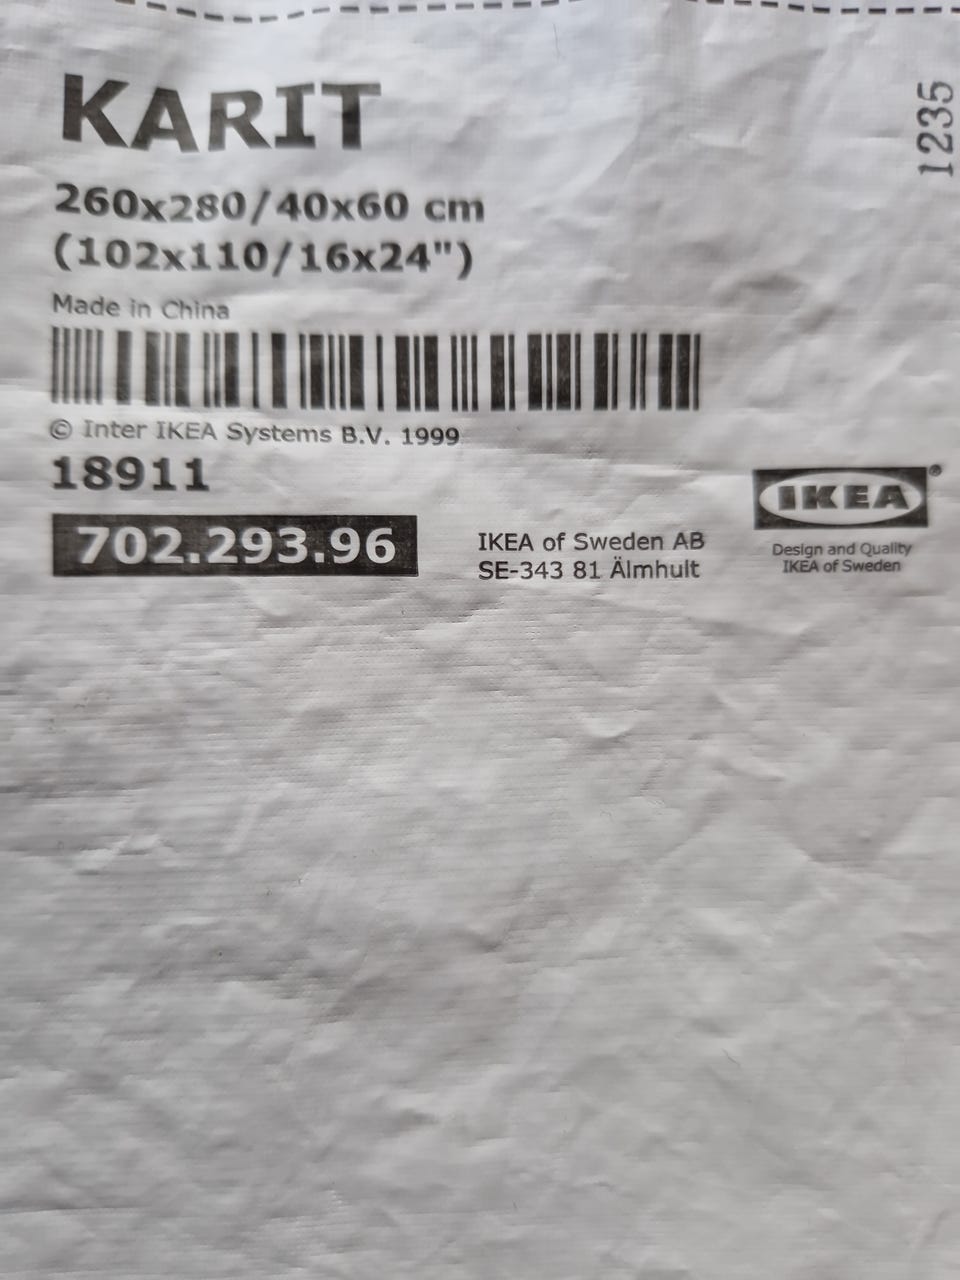 KARIT
1235
260x280/40x60 cm
(102x110/16x24")
Made in China
© Inter IKEA Systems B.V. 1999
18911
702.293.96
IKEA of Sweden AB
SE-343 81 Älmhult
IKEA®
Design and Quality
IKEA of Sweden